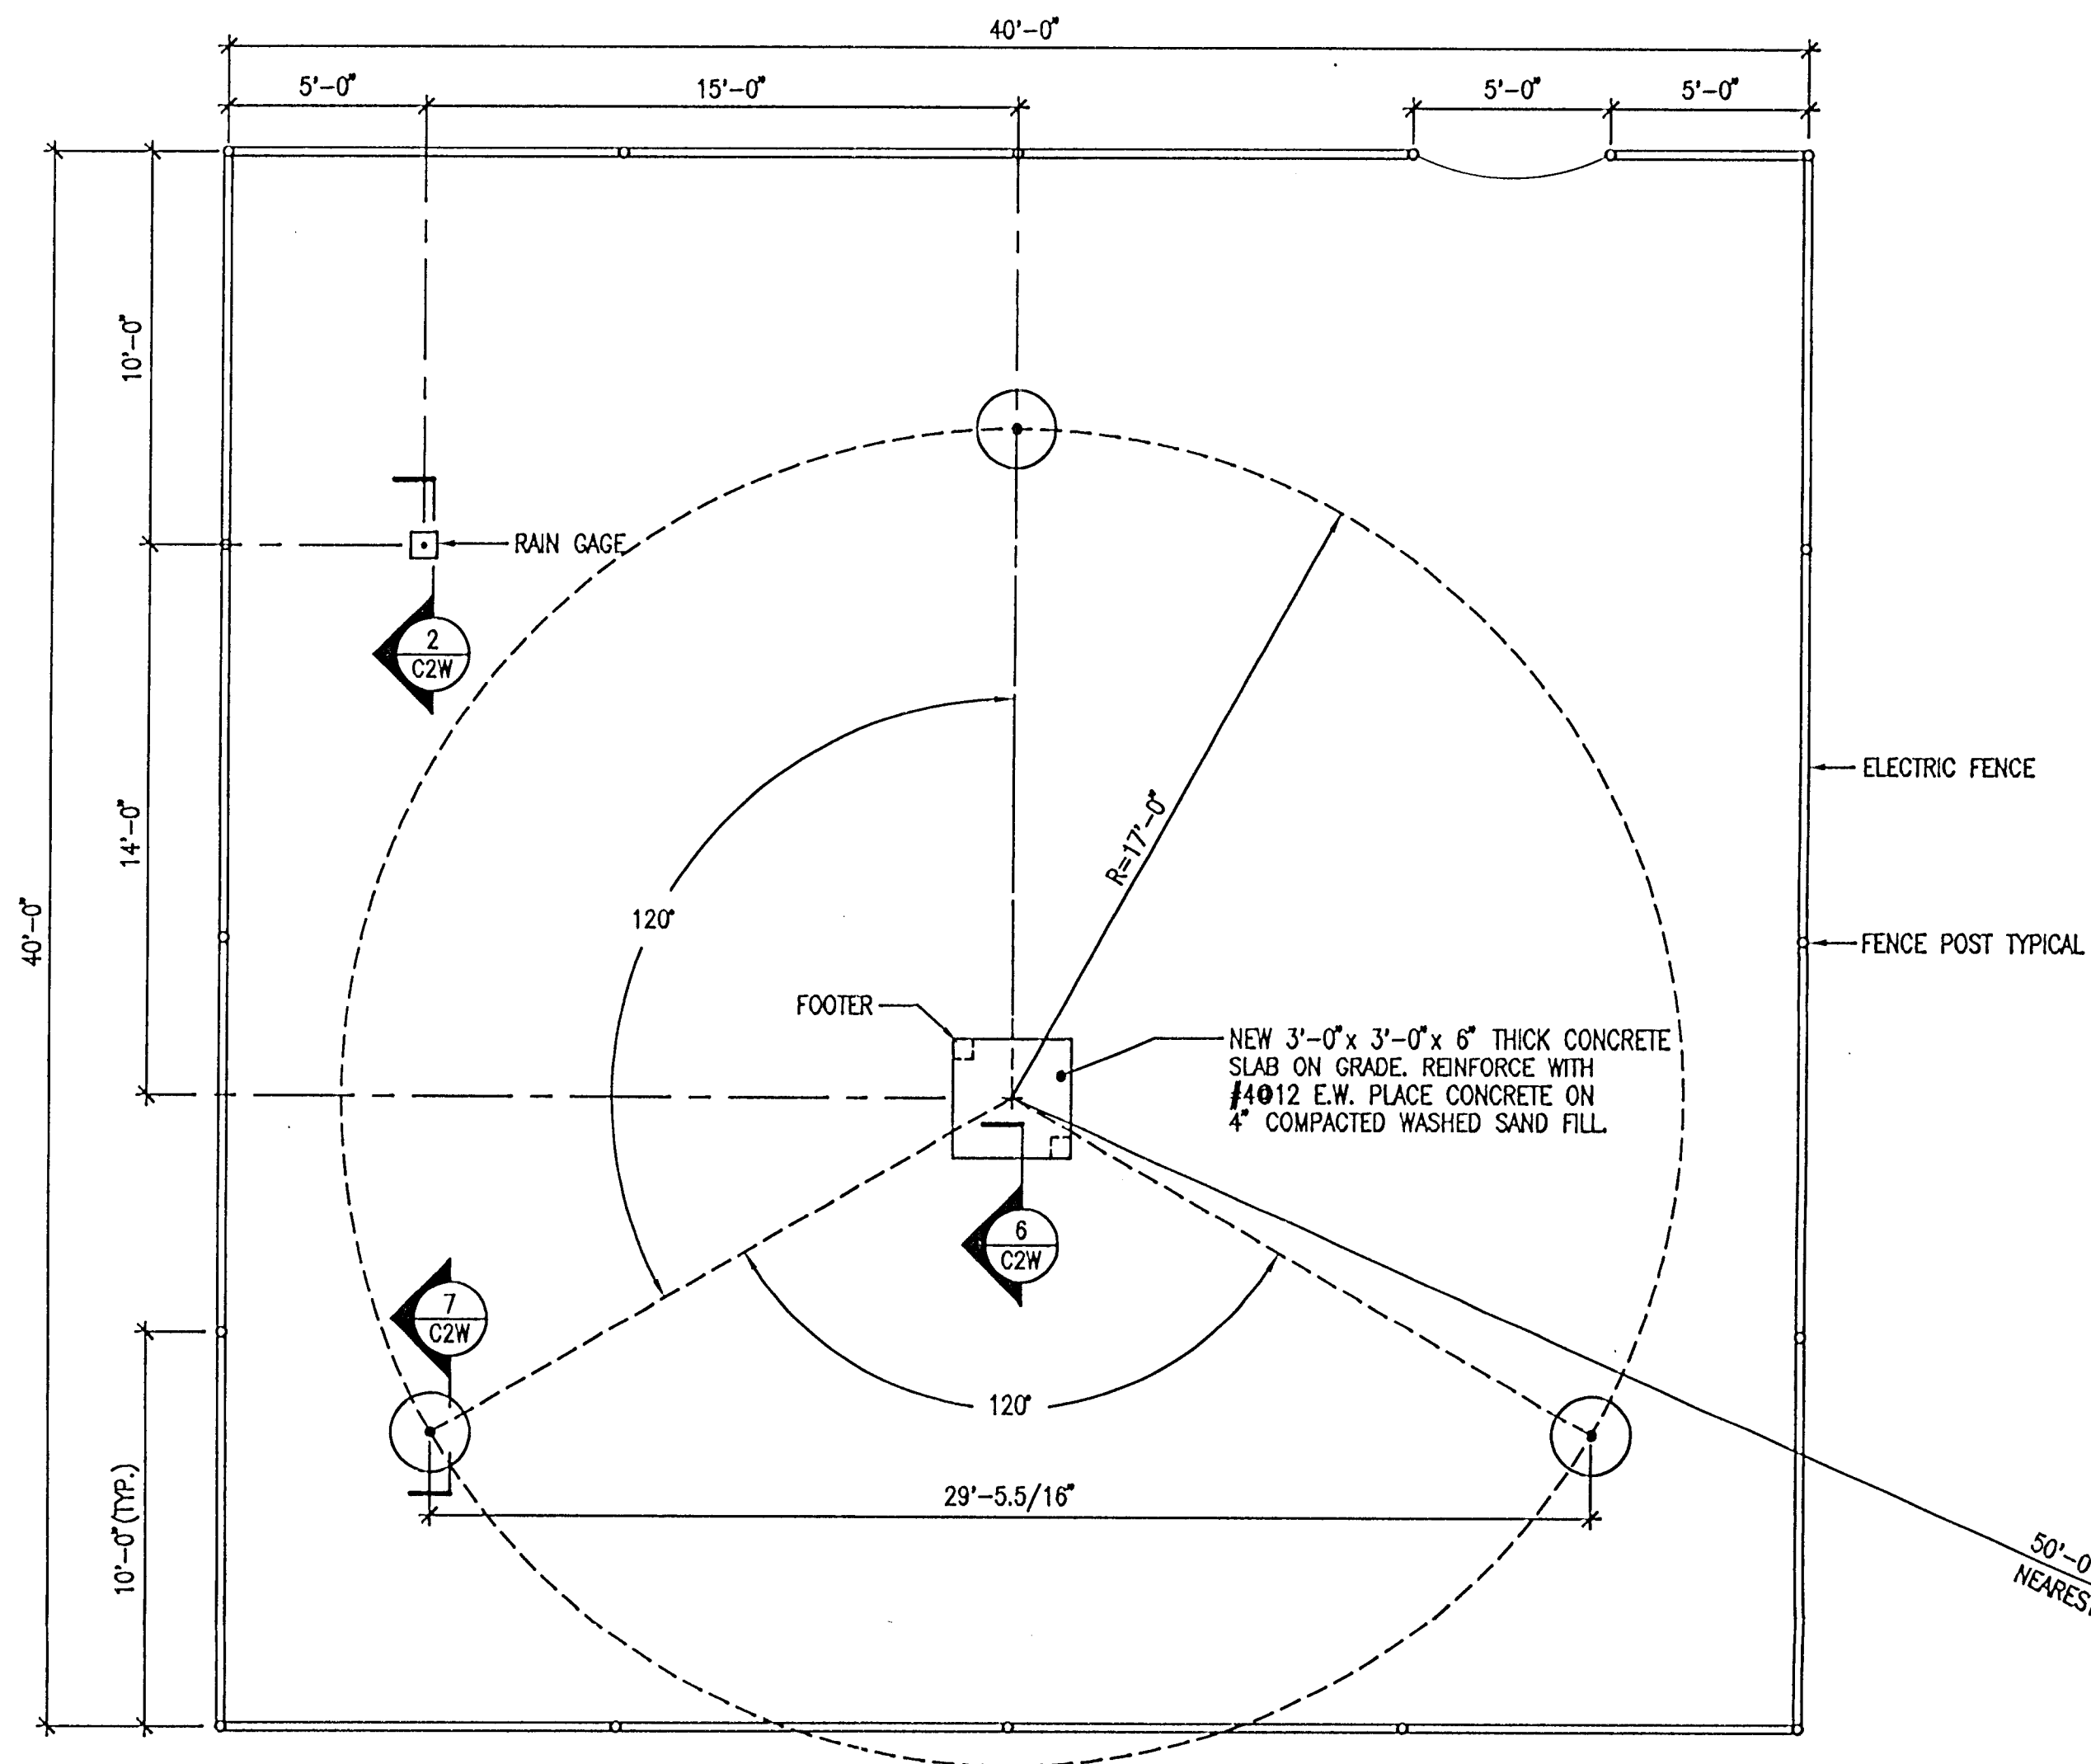 40'-0"
5'-0"
15'-0"
5'-0"
5'-0"
10'-0"
RAIN GAGE
2
C2W
ELECTRIC FENCE
R=17'-0"
14'-0"
120°
40'-0"
FENCE POST TYPICAL
FOOTER
NEW 3'-0" x 3'-0" x 6" THICK CONCRETE
SLAB ON GRADE. REINFORCE WITH
#4@12 E.W. PLACE CONCRETE ON
4" COMPACTED WASHED SAND FILL.
6
C2W
7
C2W
120°
10'-0" (TYP.)
29'-5.5/16"
50'-0
NEAREST